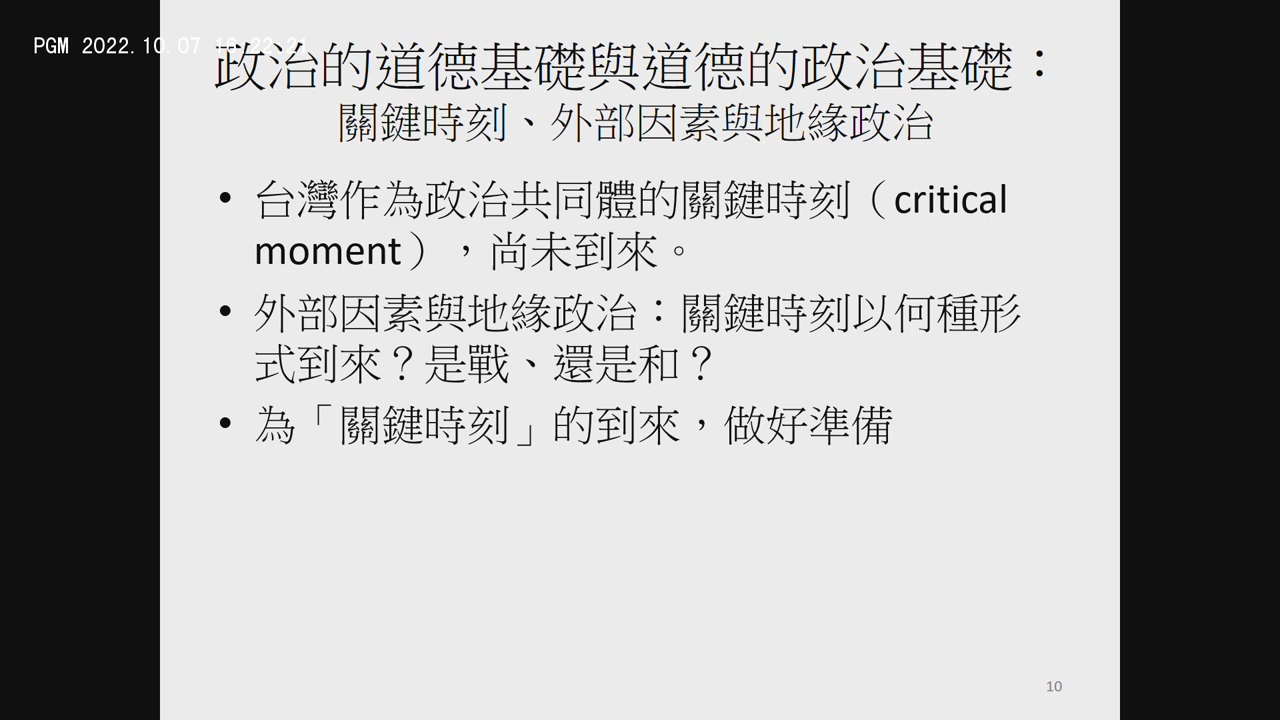 PGM 2022.10.07 16:22:21
政治的道德基礎與道德的政治基礎：
關鍵時刻、外部因素與地緣政治
• 台灣作為政治共同體的關鍵時刻（critical
moment），尚未到來。
• 外部因素與地緣政治：關鍵時刻以何種形
式到來？是戰、還是和？
• 為「關鍵時刻」的到來，做好準備
10